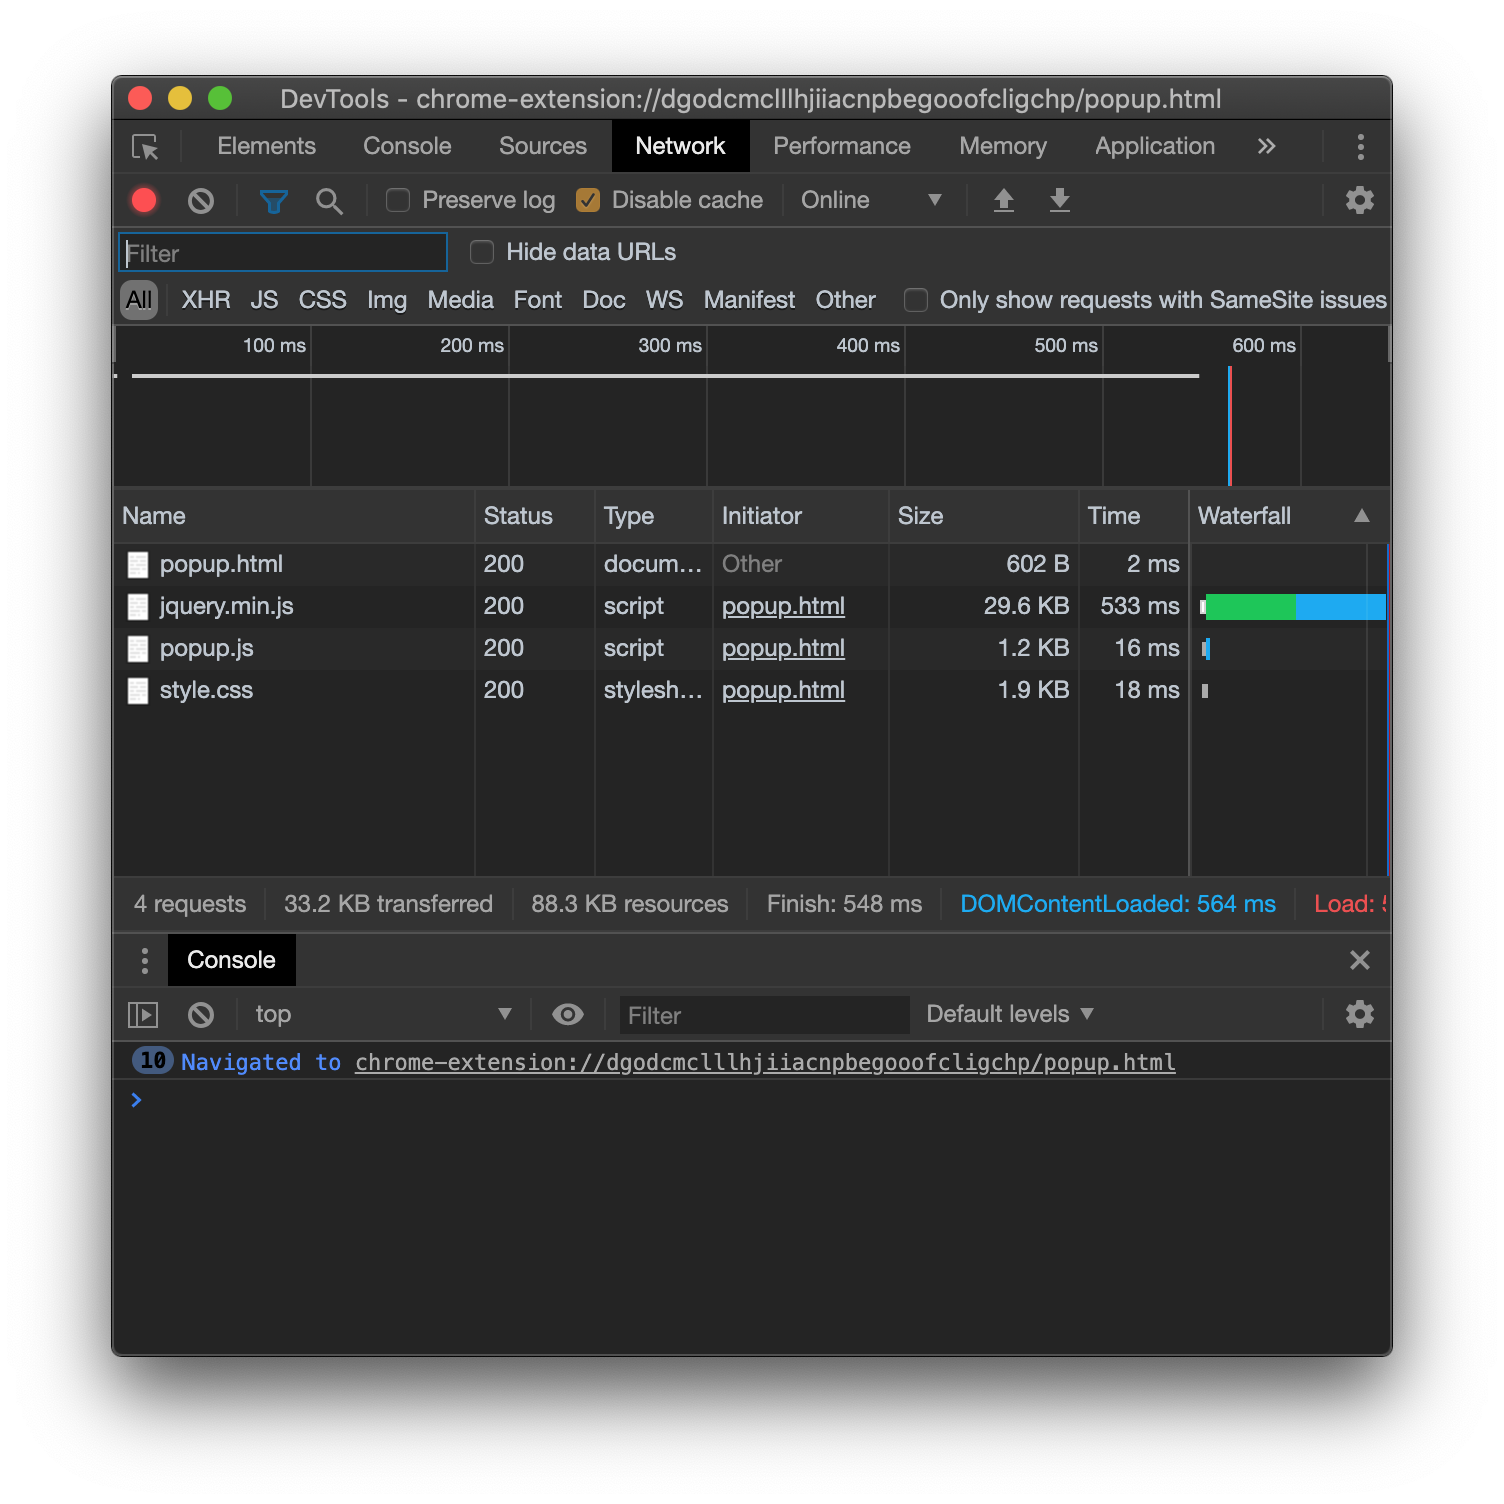 DevTools - chrome-extension://dgodcmclllhjiiacnpbegooofcligchp/popup.html
Elements Console Sources Network Performance Memory Application »
Preserve log Disable cache Online
Filter Hide data URLs
All XHR JS CSS Img Media Font Doc WS Manifest Other Only show requests with SameSite issues
100 ms 200 ms 300 ms 400 ms 500 ms 600 ms
Name Status Type Initiator Size Time Waterfall
popup.html 200 docum... Other 602 B 2 ms
jquery.min.js 200 script popup.html 29.6 KB 533 ms
popup.js 200 script popup.html 1.2 KB 16 ms
style.css 200 stylesh... popup.html 1.9 KB 18 ms
4 requests 33.2 KB transferred 88.3 KB resources Finish: 548 ms DOMContentLoaded: 564 ms Load:
Console
top Filter Default levels
10 Navigated to chrome-extension://dgodcmclllhjiiacnpbegooofcligchp/popup.html
>